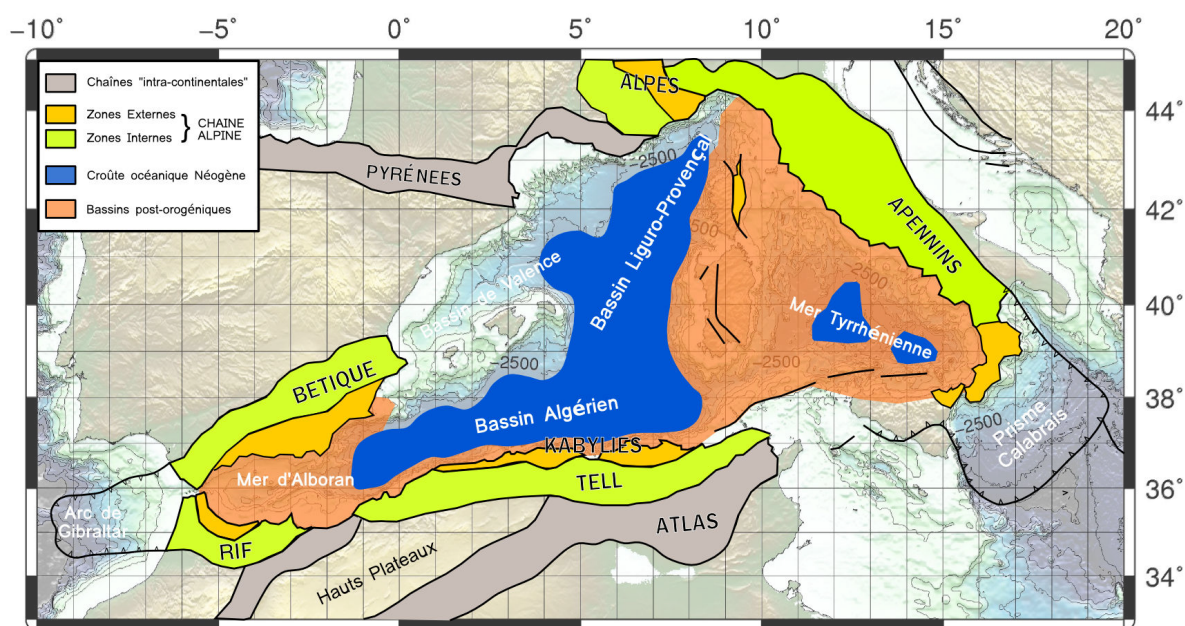 −10˚ −5˚ 0˚ 5˚ 10˚ 15˚ 20˚
Chaînes "intra-continentales"
Zones Externes
Zones Internes
} CHAINE
ALPINE
Croûte océanique Néogène
Bassins post-orogéniques
ALPES
44˚
−2500
PYRÉNEES
Bassin Liguro-Provençal
42˚
APENNINS
500
Bassin de Valence
2500
40˚
Mer Tyrrhénienne
−2500
−2500
BETIQUE
38˚
Bassin Algérien
−2500
Prisme
Calabrais
KABYLIES
Mer d'Alboran
TELL
36˚
Arc de
Gibraltar
ATLAS
RIF
Hauts Plateaux
34˚